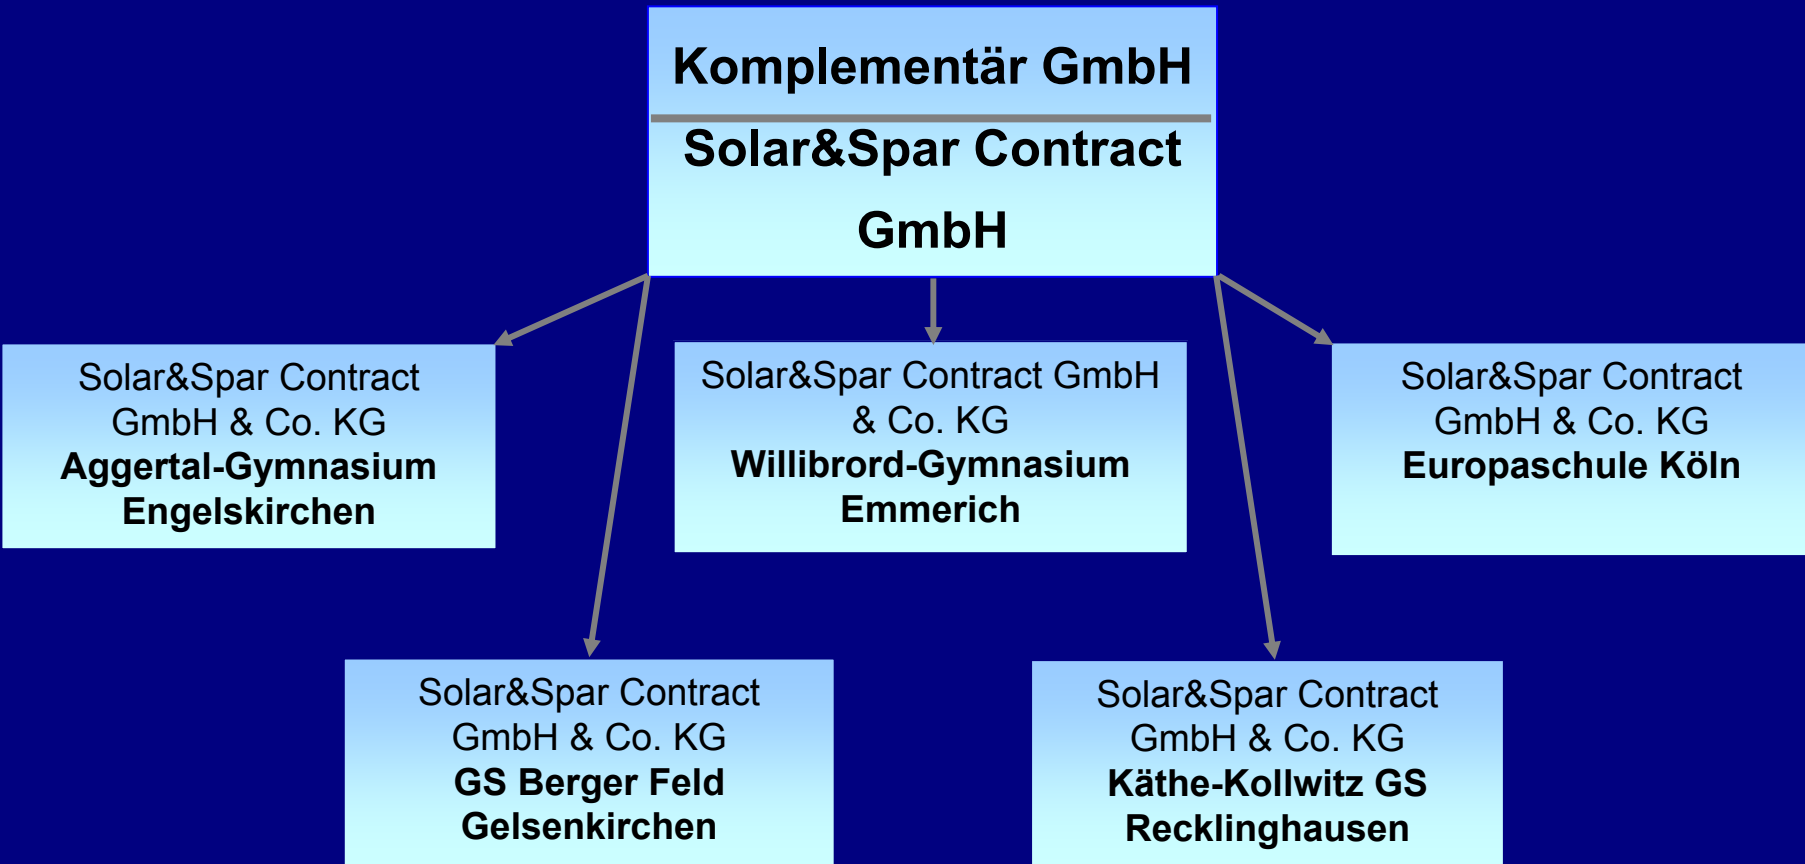 Komplementär GmbH
Solar&Spar Contract
GmbH
Solar&Spar Contract
GmbH & Co. KG
Aggertal-Gymnasium
Engelskirchen
Solar&Spar Contract GmbH
& Co. KG
Willibrord-Gymnasium
Emmerich
Solar&Spar Contract
GmbH & Co. KG
Europaschule Köln
Solar&Spar Contract
GmbH & Co. KG
GS Berger Feld
Gelsenkirchen
Solar&Spar Contract
GmbH & Co. KG
Käthe-Kollwitz GS
Recklinghausen